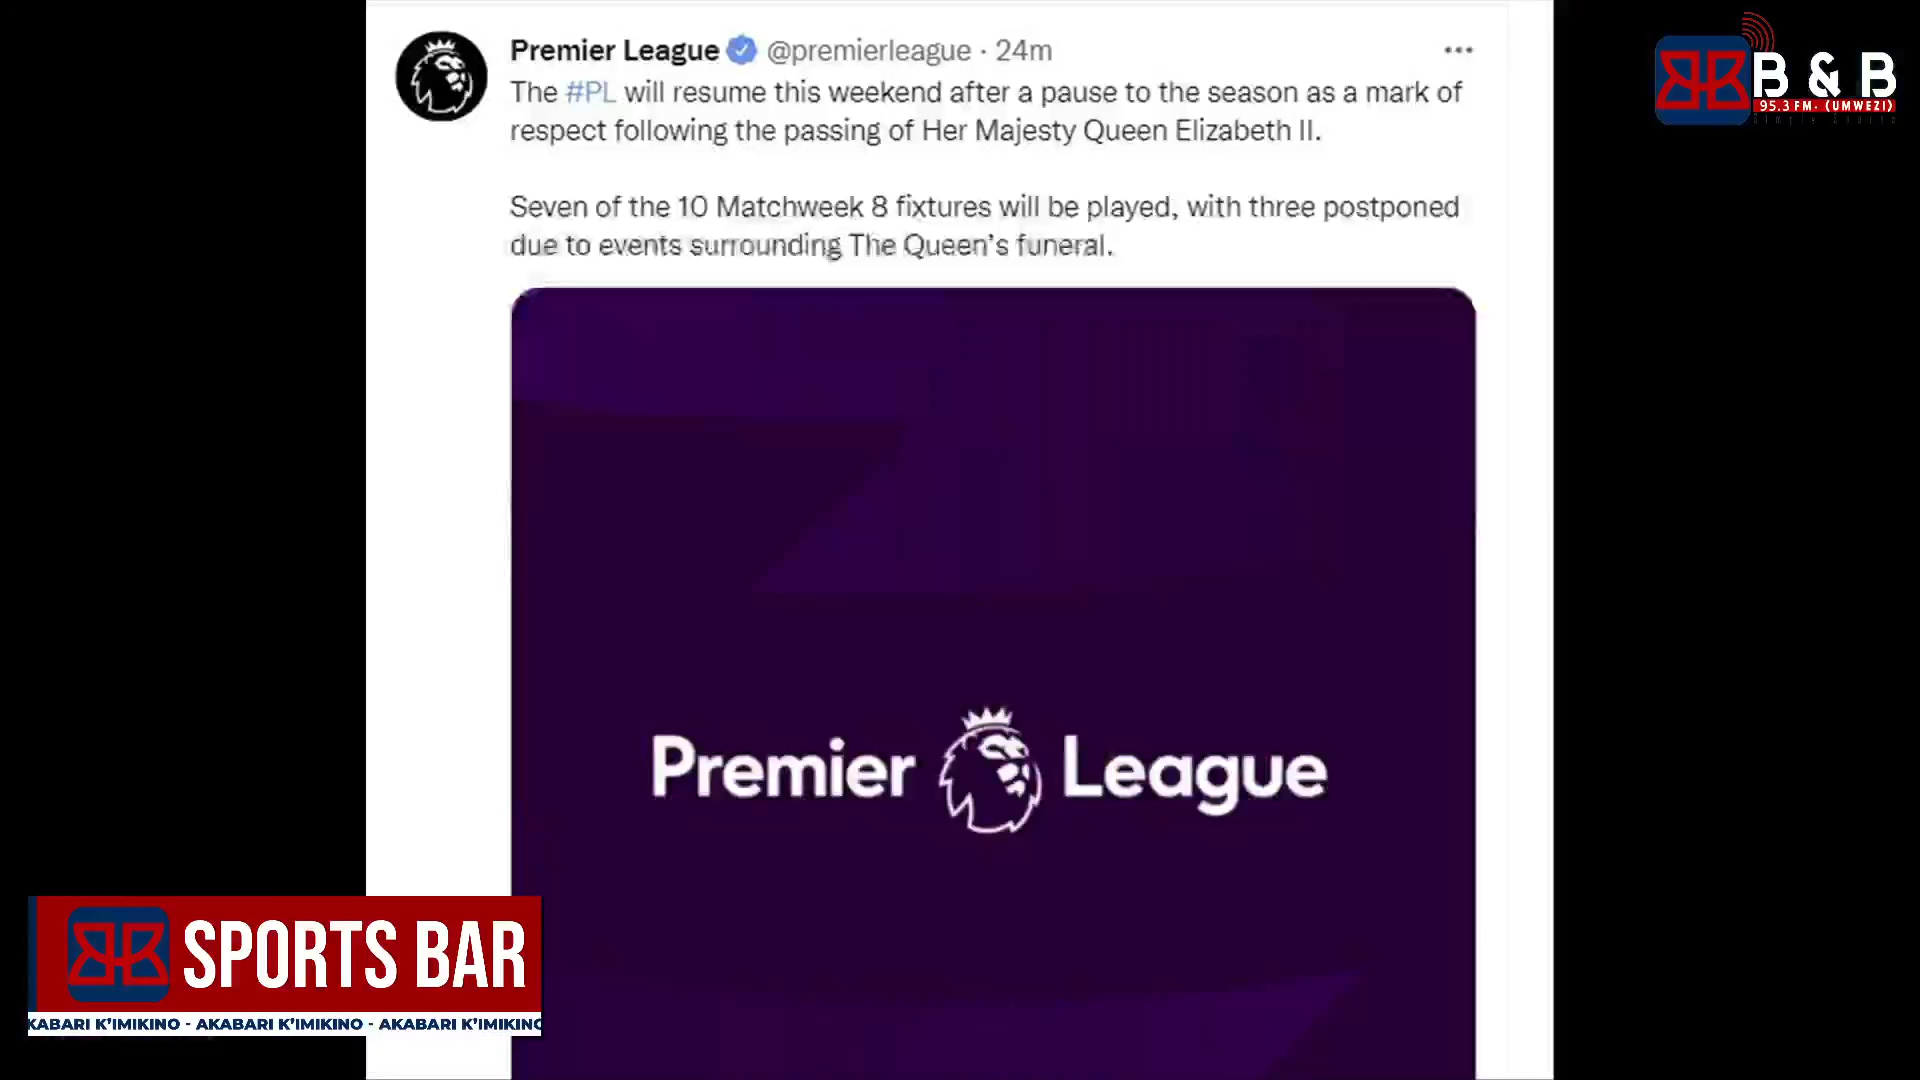 Premier League @premierleague · 24m
The #PL will resume this weekend after a pause to the season as a mark of
respect following the passing of Her Majesty Queen Elizabeth II.
Seven of the 10 Matchweek 8 fixtures will be played, with three postponed
due to events surrounding The Queen's funeral.
Premier League
B & B
95.3 FM- (UMWEZI)
SPORTS BAR
KABARI K'IMIKINO - AKABARI K'IMIKINO - AKABARI K'IMIKINO